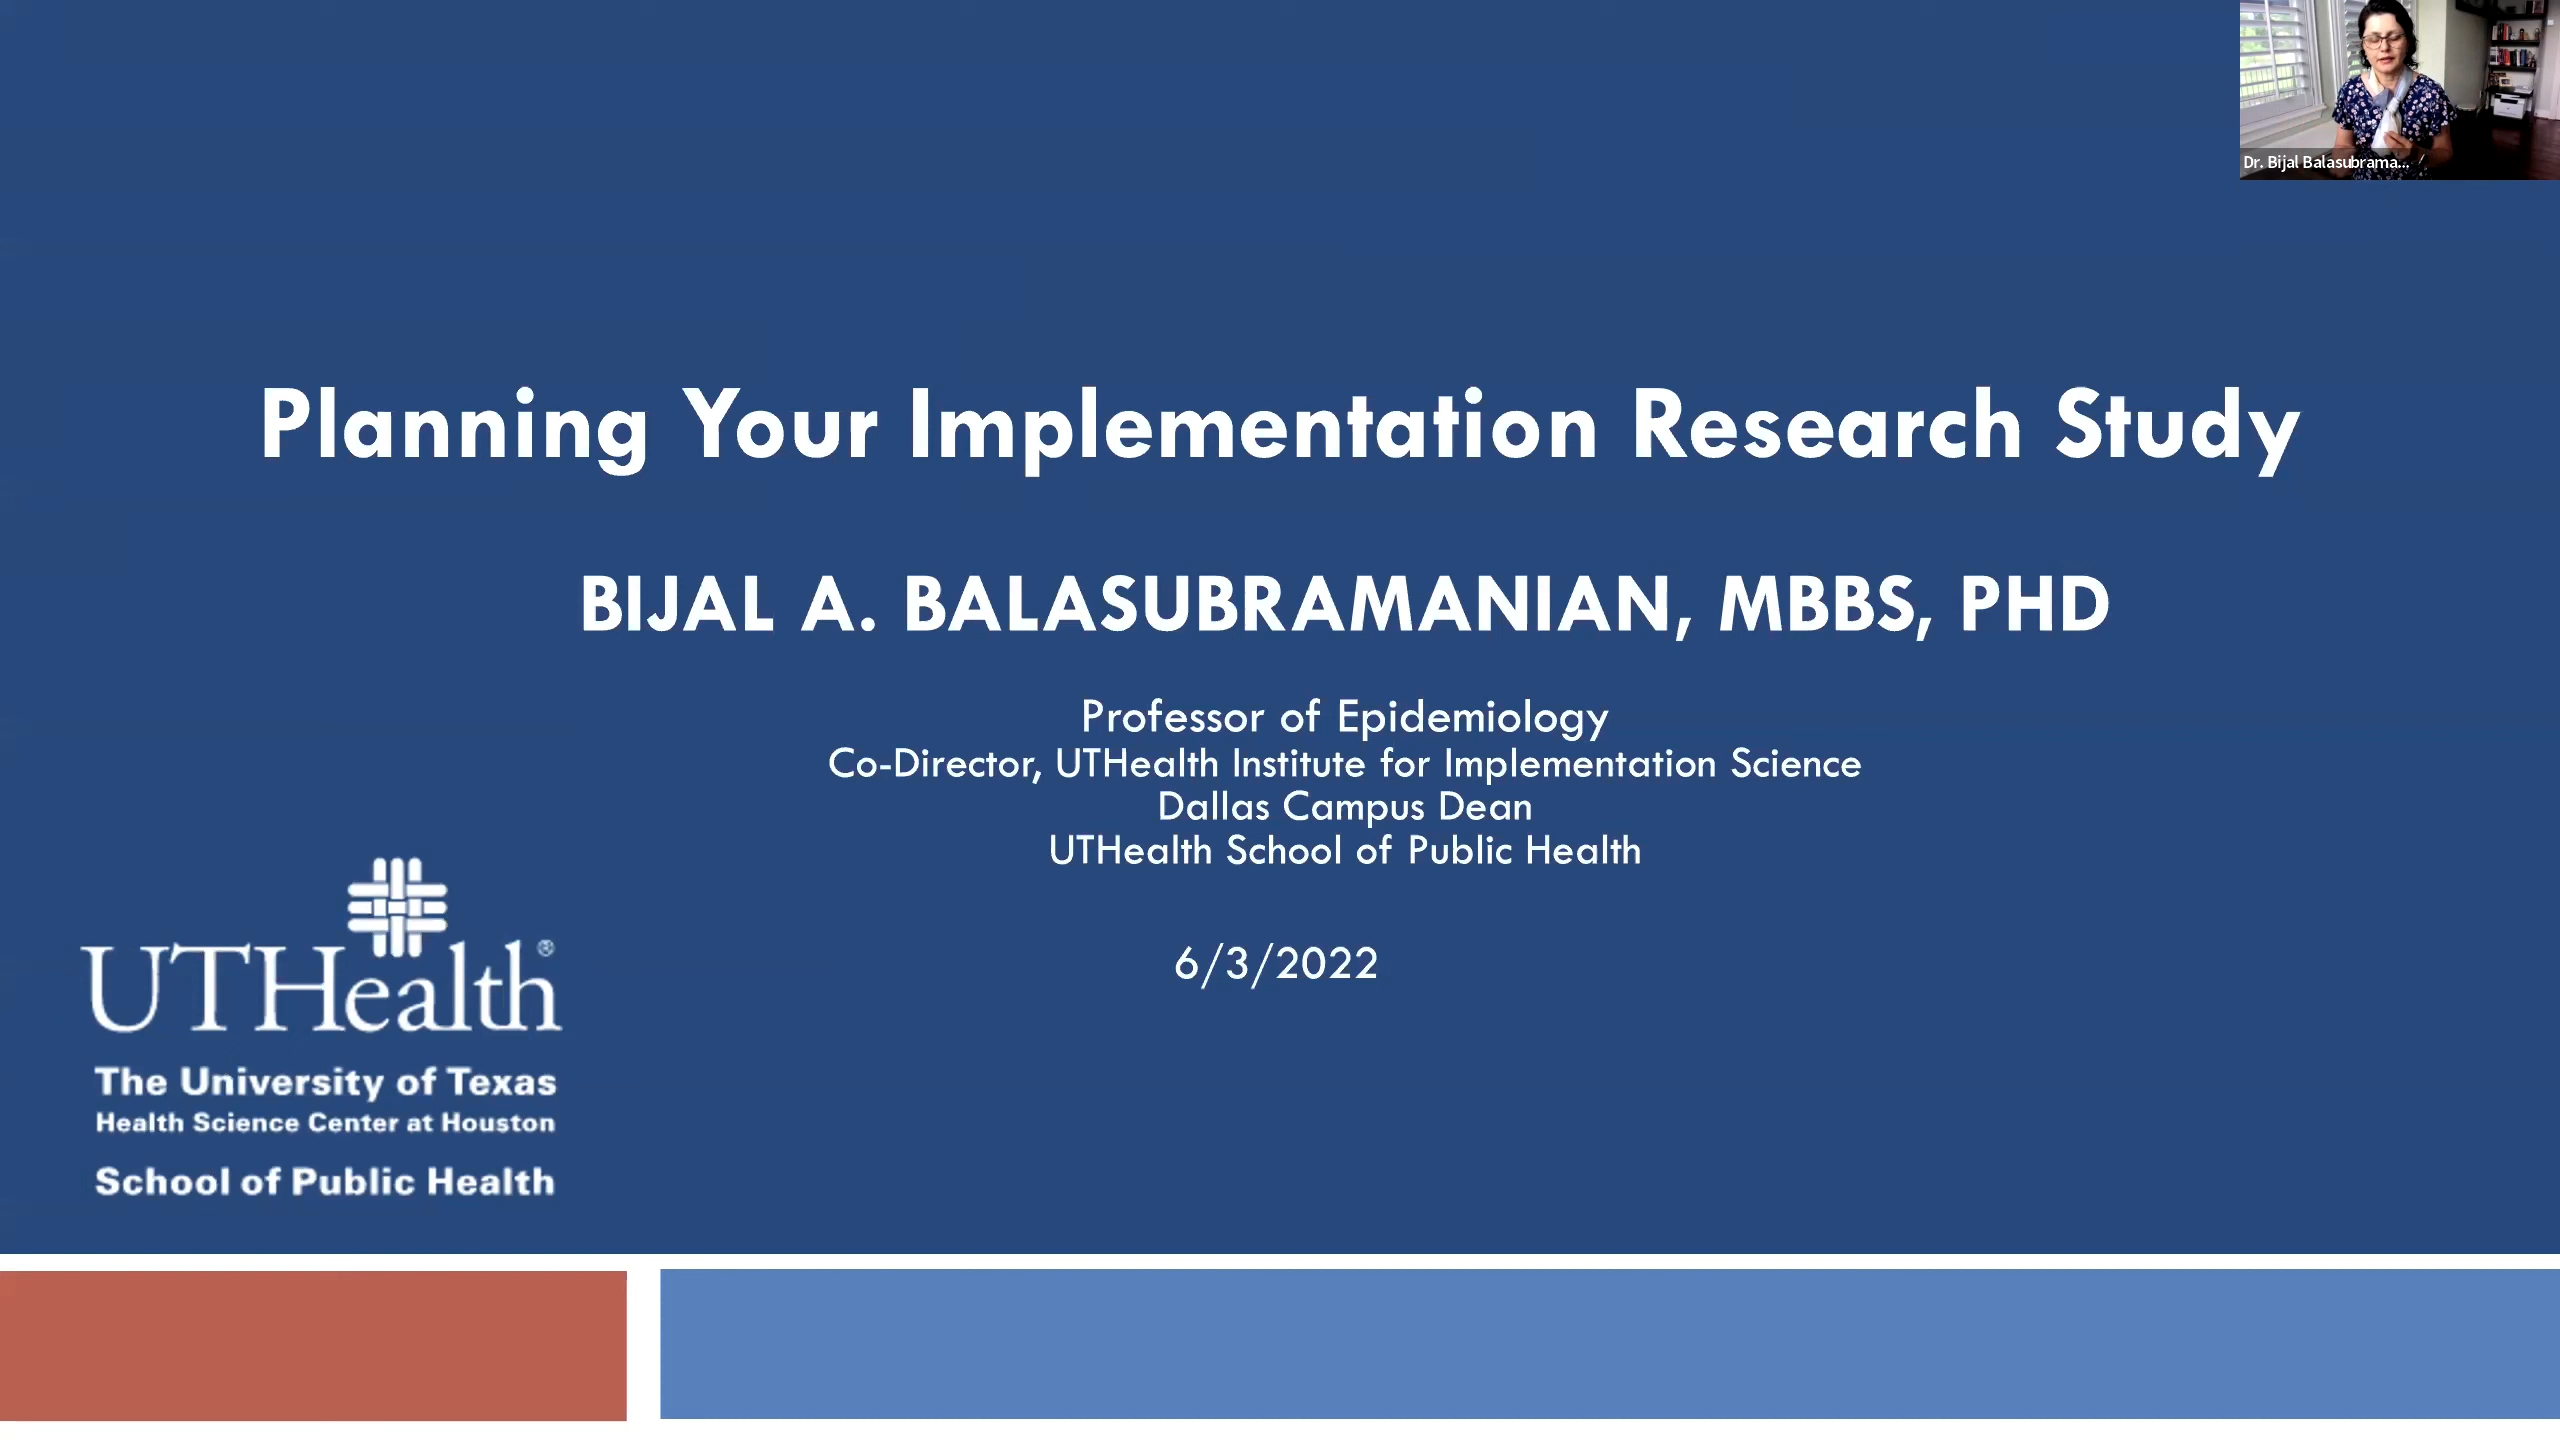 Dr. Bijal Balasubrama...
Planning Your Implementation Research Study
BIJAL A. BALASUBRAMANIAN, MBBS, PHD
Professor of Epidemiology
Co-Director, UTHealth Institute for Implementation Science
Dallas Campus Dean
UTHealth School of Public Health
6/3/2022
UTHealth®
The University of Texas
Health Science Center at Houston
School of Public Health